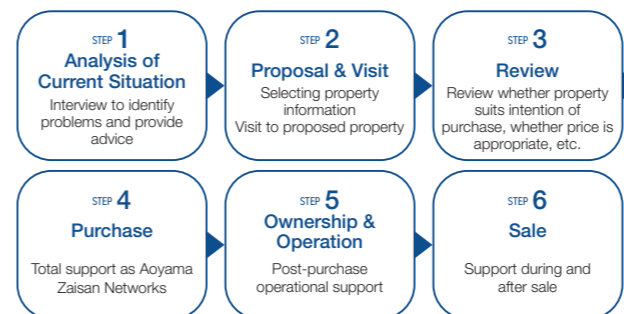 STEP 1
Analysis of
Current Situation
Interview to identify
problems and provide
advice
STEP 2
Proposal & Visit
Selecting property
information
Visit to proposed property
STEP 3
Review
Review whether property
suits intention of
purchase, whether price is
appropriate, etc.
STEP 4
Purchase
Total support as Aoyama
Zaisan Networks
STEP 5
Ownership &
Operation
Post-purchase
operational support
STEP 6
Sale
Support during and
after sale